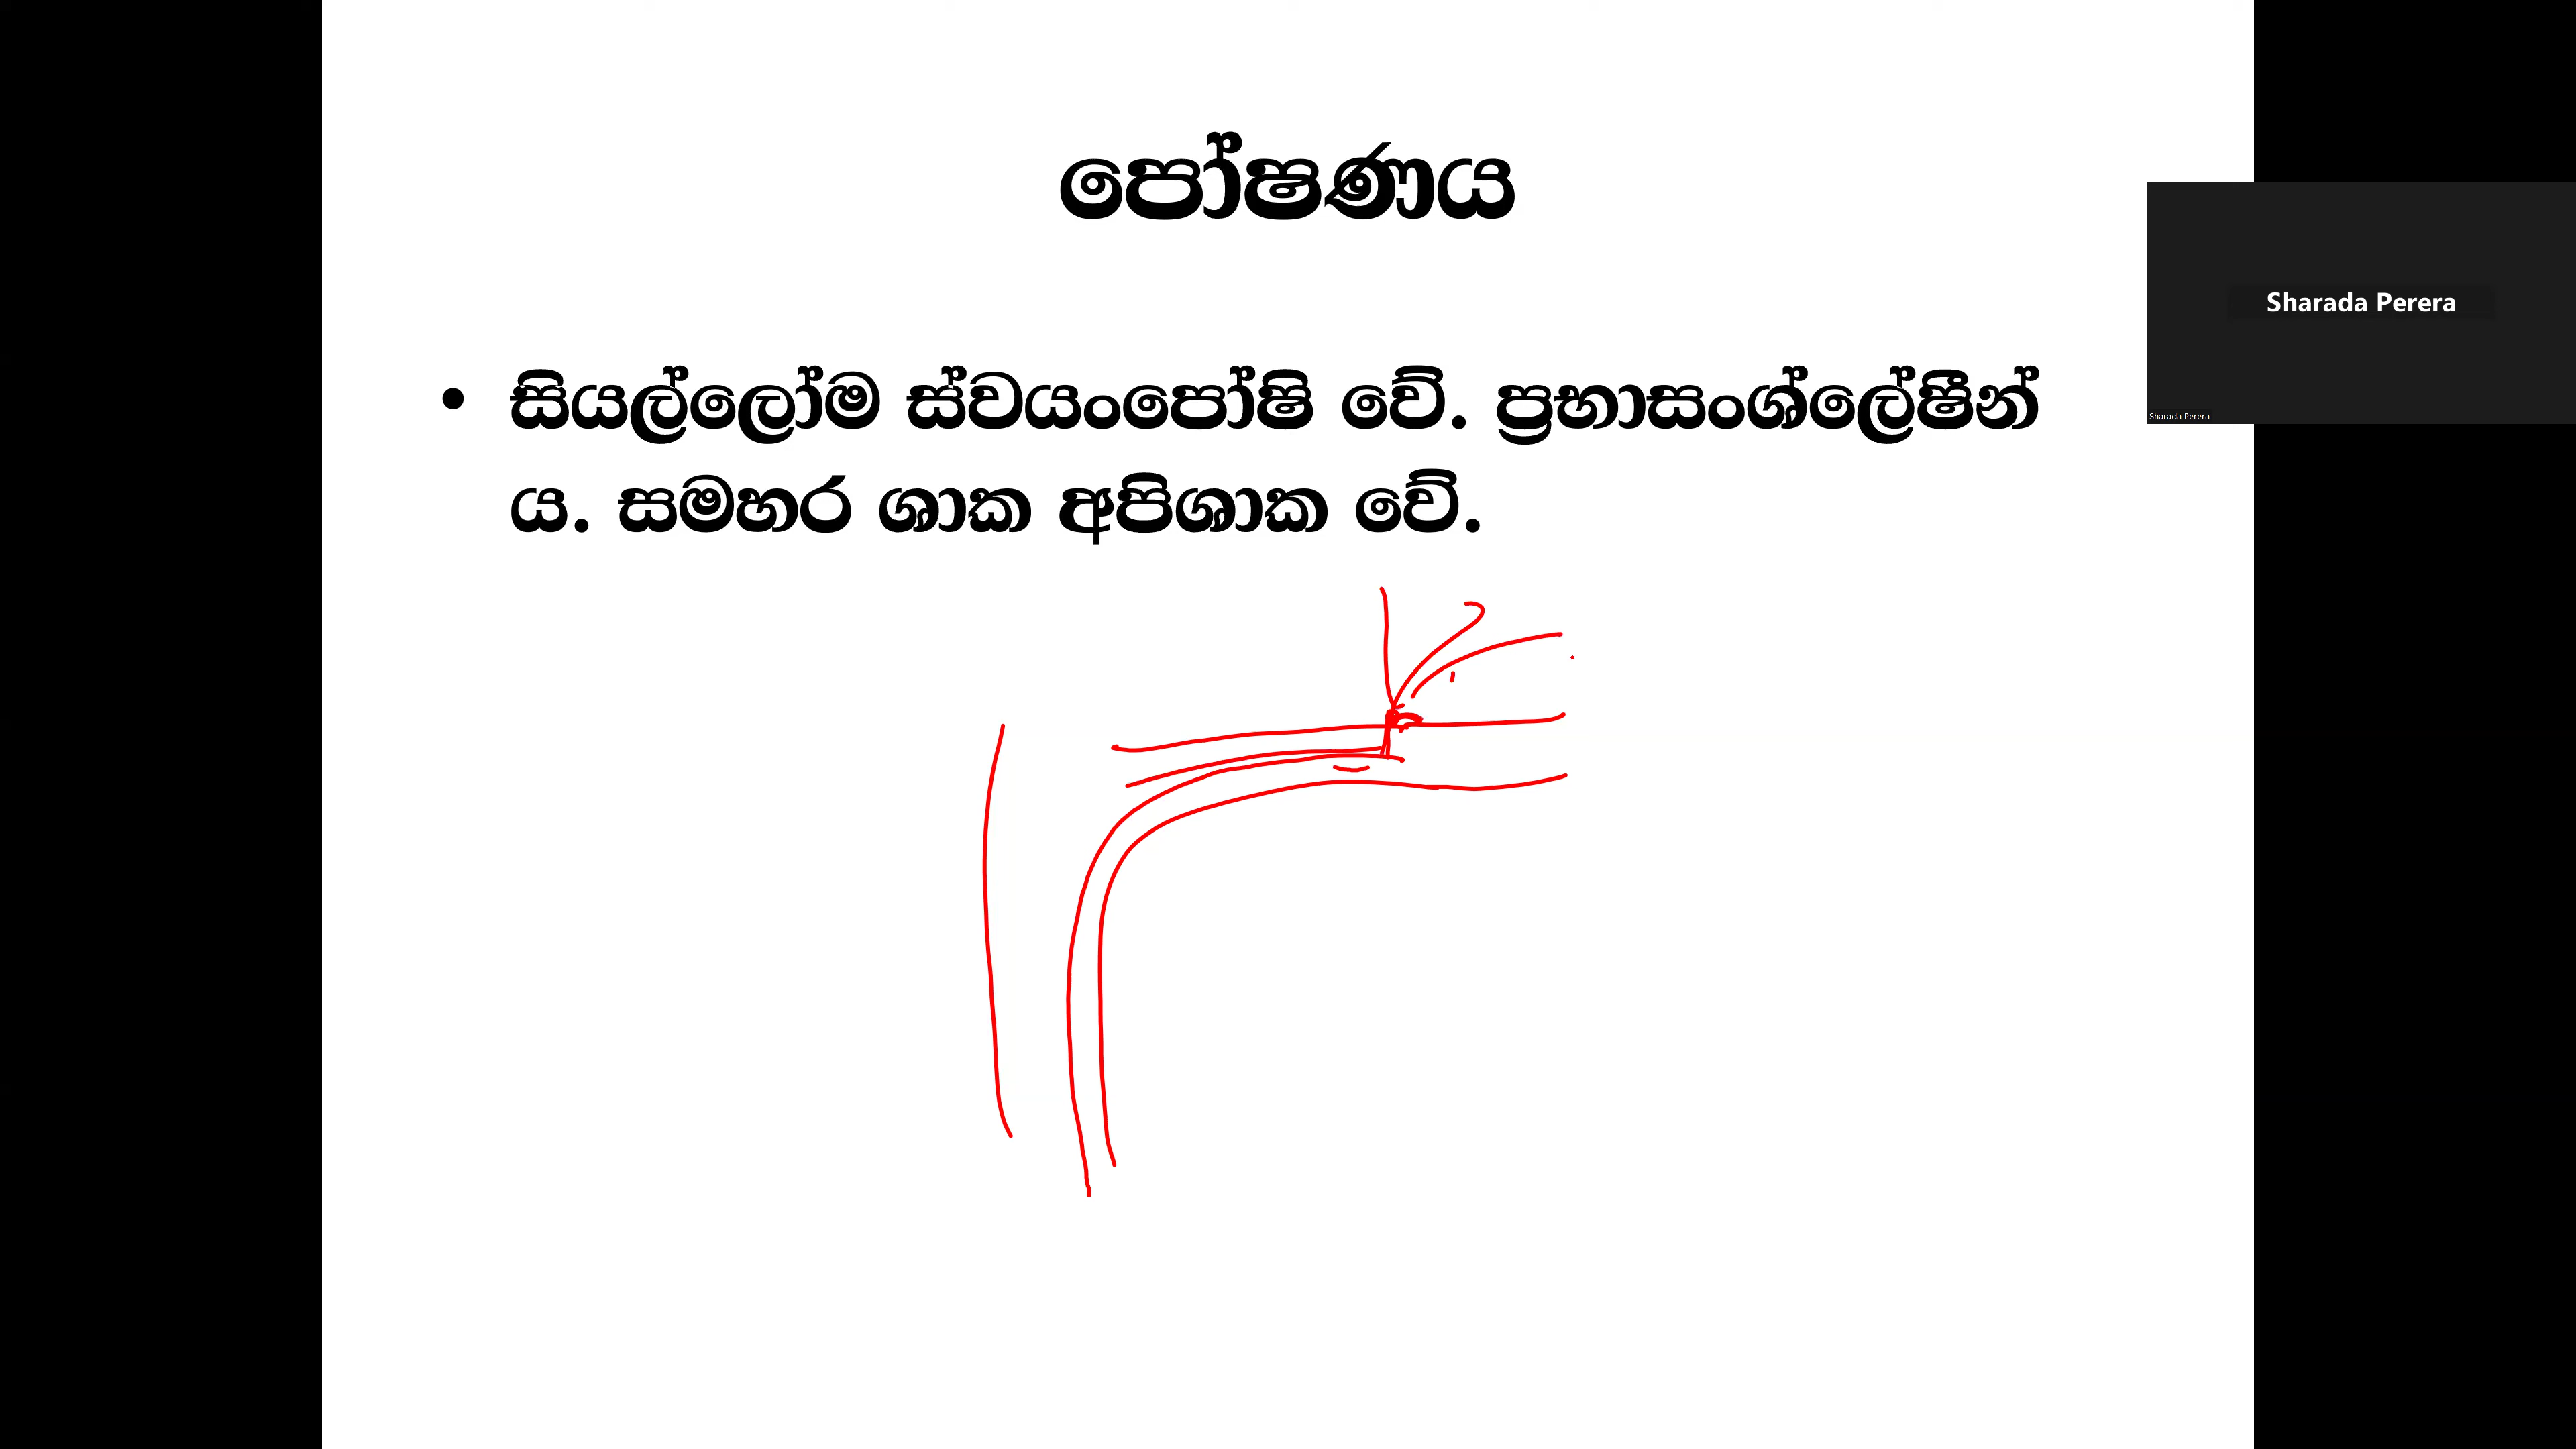 පෝෂණය
• සියල්ලෝම ස්වයංපෝෂි වේ. ප්‍රභාසංශ්ලේෂීන්
ය. සමහර ශාක අපිශාක වේ.
Sharada Perera
Sharada Perera